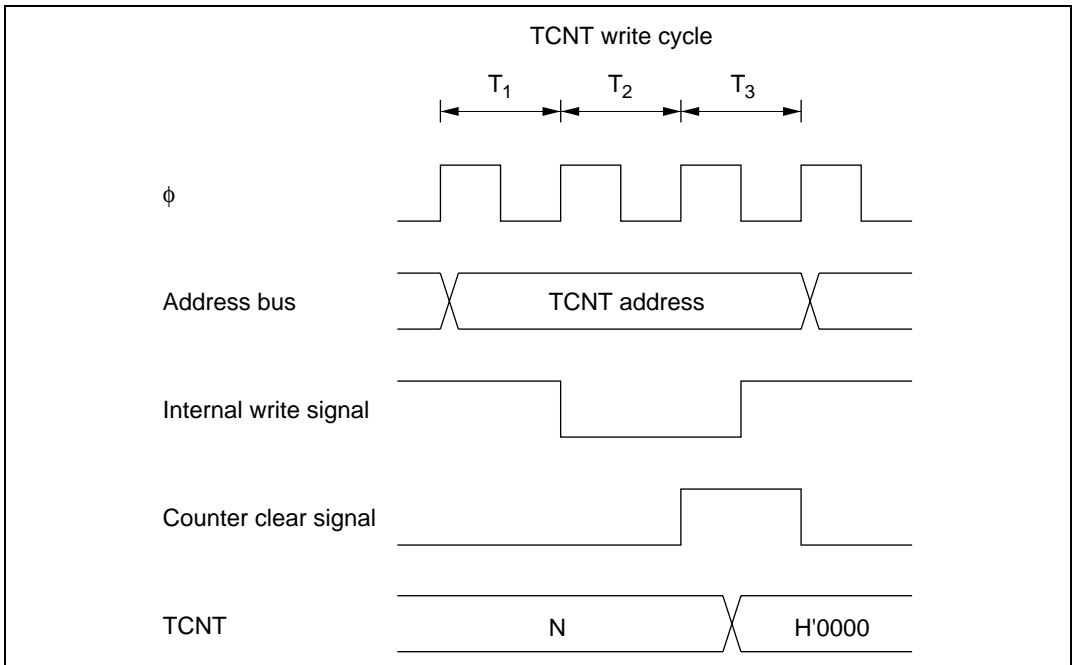 TCNT write cycle
T1 T2 T3
ϕ
Address bus TCNT address
Internal write signal
Counter clear signal
TCNT N H'0000